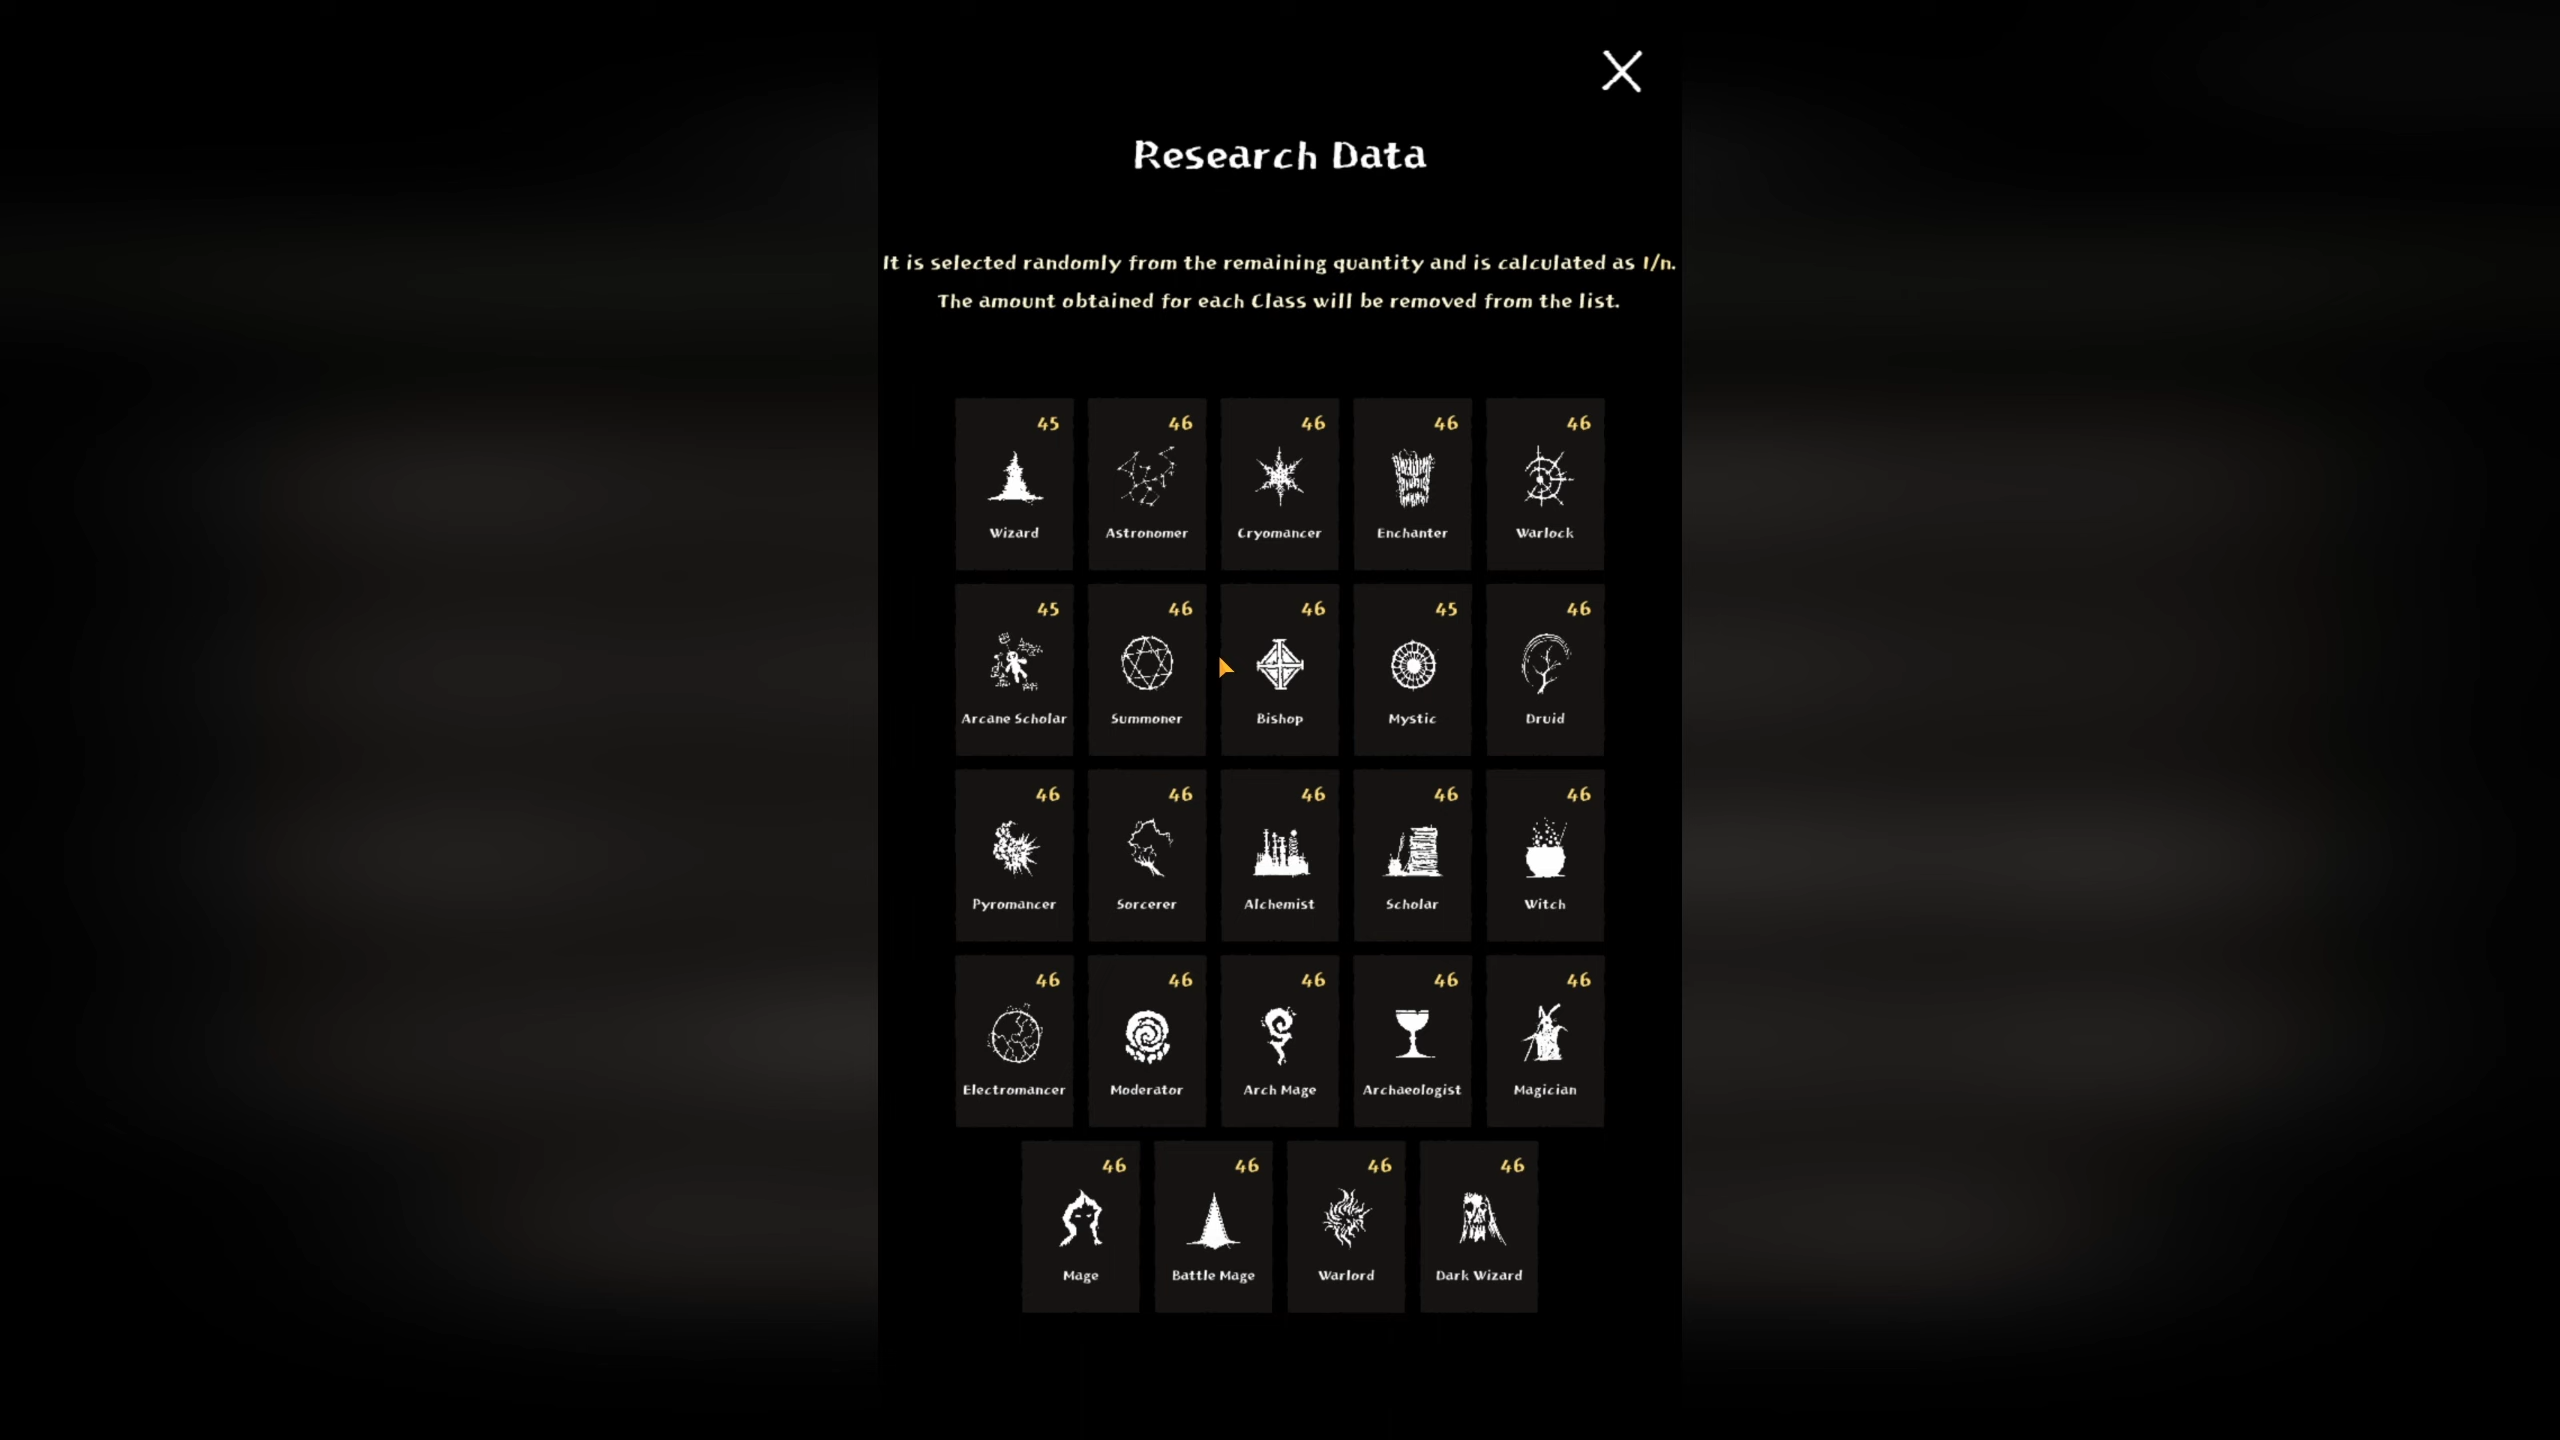 Research Data
It is selected randomly from the remaining quantity and is calculated as 1/n.
The amount obtained for each Class will be removed from the list.
45 46 46 46 46
Wizard Astronomer Cryomancer Enchanter Warlock
45 46 46 45 46
Arcane Scholar Summoner Bishop Mystic Druid
46 46 46 46 46
Pyromancer Sorcerer Alchemist Scholar Witch
46 46 46 46 46
Electromancer Moderator Arch Mage Archaeologist Magician
46 46 46 46
Mage Battle Mage Warlord Dark Wizard